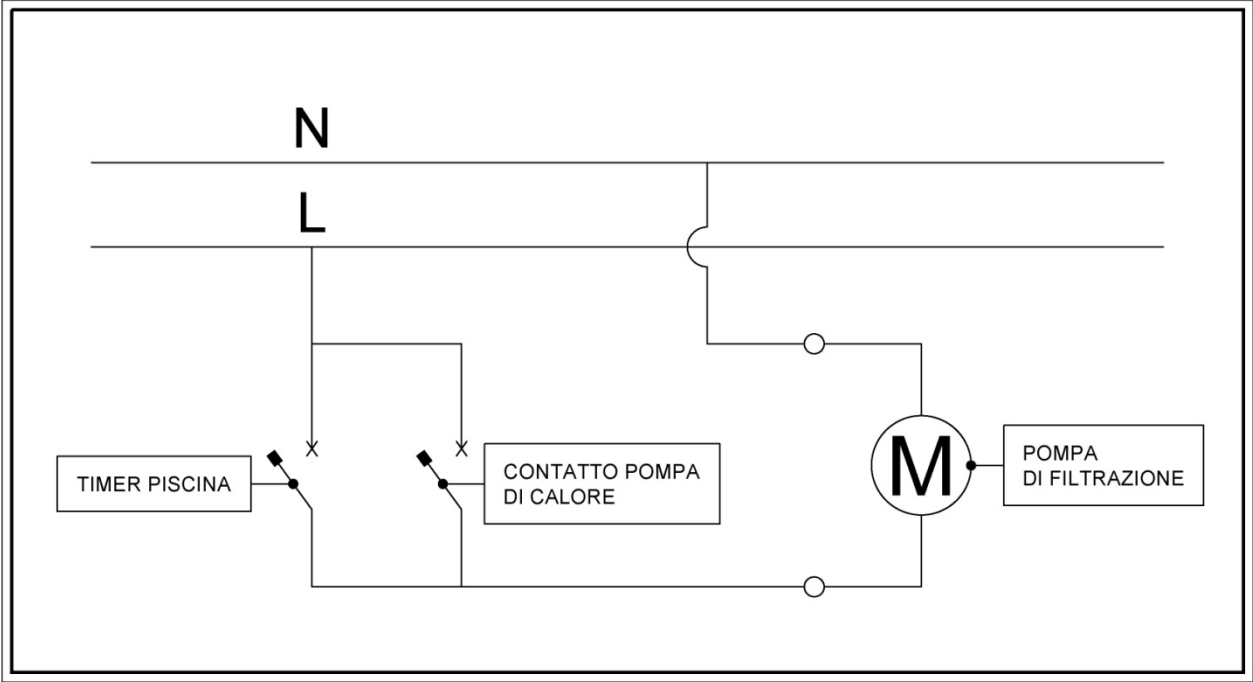 N
L
TIMER PISCINA
CONTATTO POMPA
DI CALORE
M
POMPA
DI FILTRAZIONE